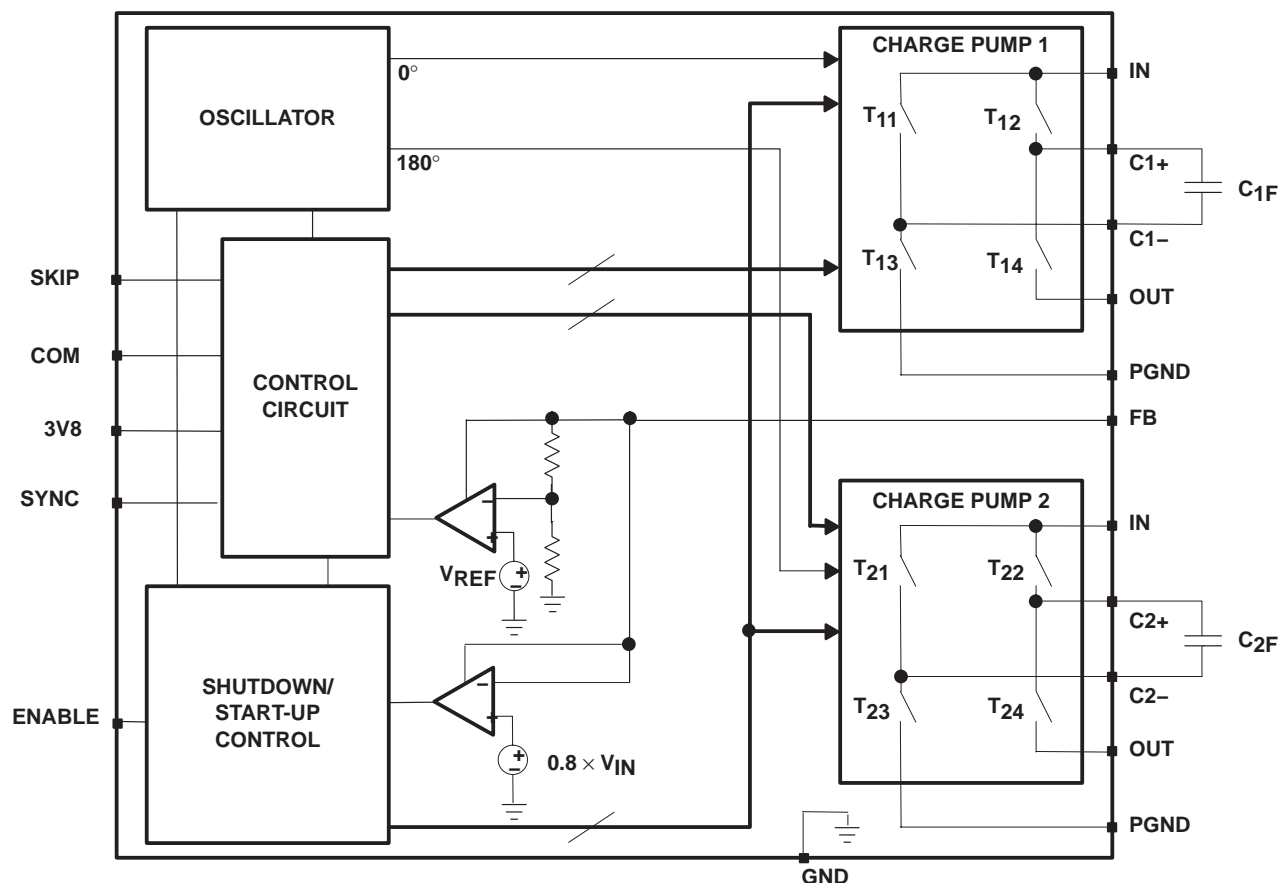 CHARGE PUMP 1
0°
IN
OSCILLATOR
T11
T12
180°
C1+
C1F
C1–
T13
T14
SKIP
OUT
COM
PGND
CONTROL
CIRCUIT
3V8
FB
SYNC
CHARGE PUMP 2
–
+
IN
VREF
+
–
T21
T22
C2+
C2F
SHUTDOWN/
START-UP
CONTROL
–
+
C2–
T23
T24
ENABLE
OUT
+
–
0.8 × VIN
PGND
GND